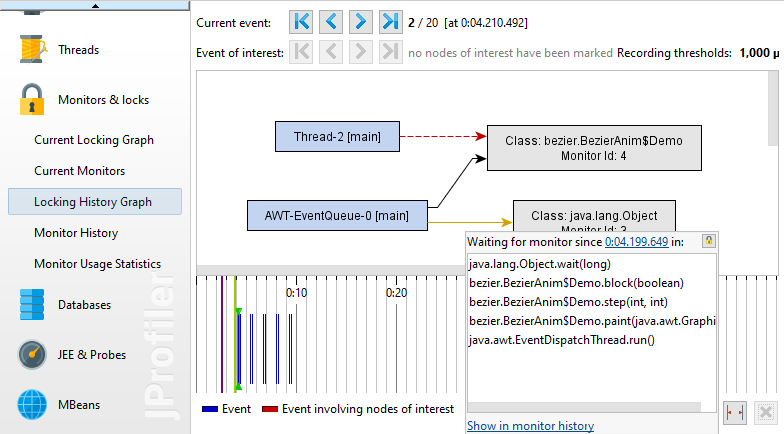 Current event: 2 / 20 [at 0:04.210.492]
Event of interest: no nodes of interest have been marked Recording thresholds: 1,000 µ
Threads
Monitors & locks
Current Locking Graph
Current Monitors
Locking History Graph
Monitor History
Monitor Usage Statistics
Databases
JEE & Probes
MBeans
JProfiler
Thread-2 [main]
Class: bezier.BezierAnim$Demo
Monitor Id: 4
AWT-EventQueue-0 [main]
Class: java.lang.Object
Monitor Id: 3
Waiting for monitor since 0:04.199.649 in:
java.lang.Object.wait(long)
bezier.BezierAnim$Demo.block(boolean)
bezier.BezierAnim$Demo.step(int, int)
bezier.BezierAnim$Demo.paint(java.awt.Graphi
java.awt.EventDispatchThread.run()
Show in monitor history
0:10
0:20
Event
Event involving nodes of interest